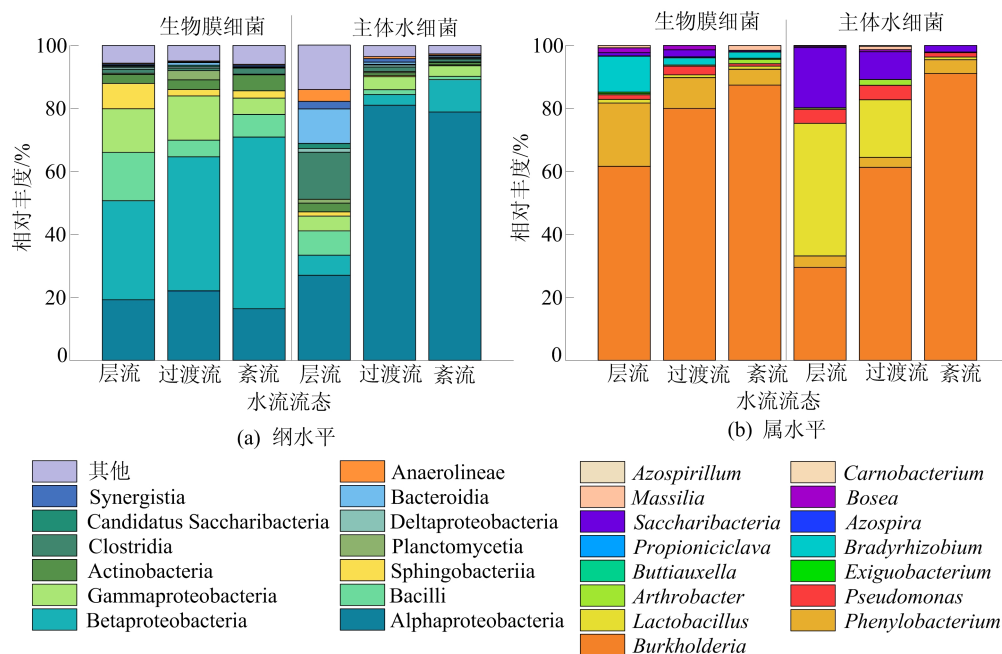 生物膜细菌 主体水细菌
100
80
60
40
20
0
相对丰度/%
层流 过渡流 紊流 层流 过渡流 紊流
水流流态
(a) 纲水平
生物膜细菌 主体水细菌
100
80
60
40
20
0
相对丰度/%
层流 过渡流 紊流 层流 过渡流 紊流
水流流态
(b) 属水平
其他
Synergistia
Candidatus Saccharibacteria
Clostridia
Actinobacteria
Gammaproteobacteria
Betaproteobacteria
Anaerolineae
Bacteroidia
Deltaproteobacteria
Planctomycetia
Sphingobacteriia
Bacilli
Alphaproteobacteria
Azospirillum
Massilia
Saccharibacteria
Propioniciclava
Buttiauxella
Arthrobacter
Lactobacillus
Burkholderia
Carnobacterium
Bosea
Azospira
Bradyrhizobium
Exiguobacterium
Pseudomonas
Phenylobacterium